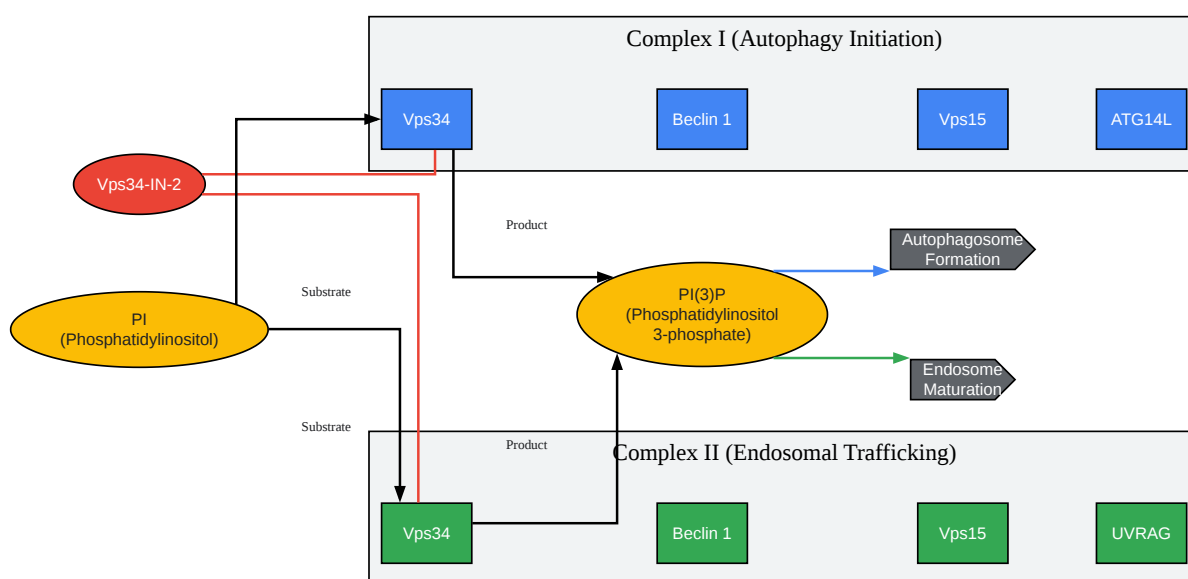 Complex I (Autophagy Initiation)
Vps34
Beclin 1
Vps15
ATG14L
Vps34-IN-2
Product
Autophagosome
Formation
Substrate
PI
(Phosphatidylinositol)
PI(3)P
(Phosphatidylinositol
3-phosphate)
Endosome
Maturation
Substrate
Product
Complex II (Endosomal Trafficking)
Vps34
Beclin 1
Vps15
UVRAG